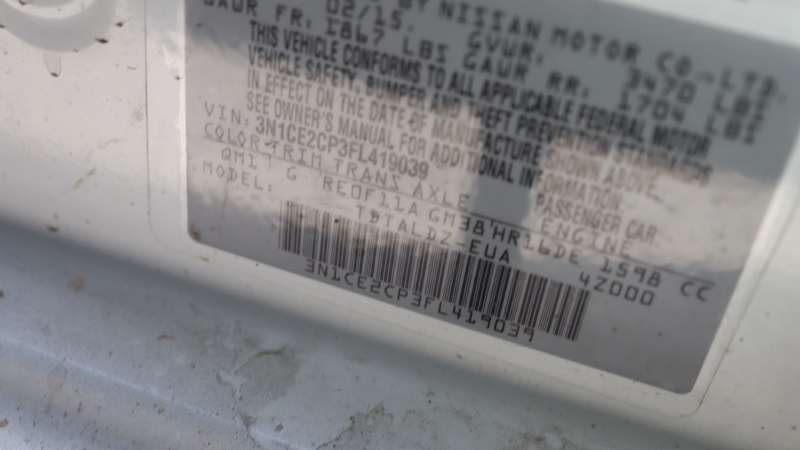 BY NISSAN MOTOR CO.,LTD.
02/15. GVWR: 3470 LBS
GAWR FR: 1867 LBS GAWR RR: 1704 LBS
THIS VEHICLE CONFORMS TO ALL APPLICABLE FEDERAL MOTOR
VEHICLE SAFETY, BUMPER AND THEFT PREVENTION STANDARDS
IN EFFECT ON THE DATE OF MANUFACTURE SHOWN ABOVE.
SEE OWNER'S MANUAL FOR ADDITIONAL INFORMATION.
VIN: 3N1CE2CP3FL419039 PASSENGER CAR
COLOR TRIM TRANS AXLE ENGINE
QM1 G RE0F11A GM38 HR16DE 1598 CC
MODEL: TDTALDZ-EUA 4Z000
3N1CE2CP3FL419039